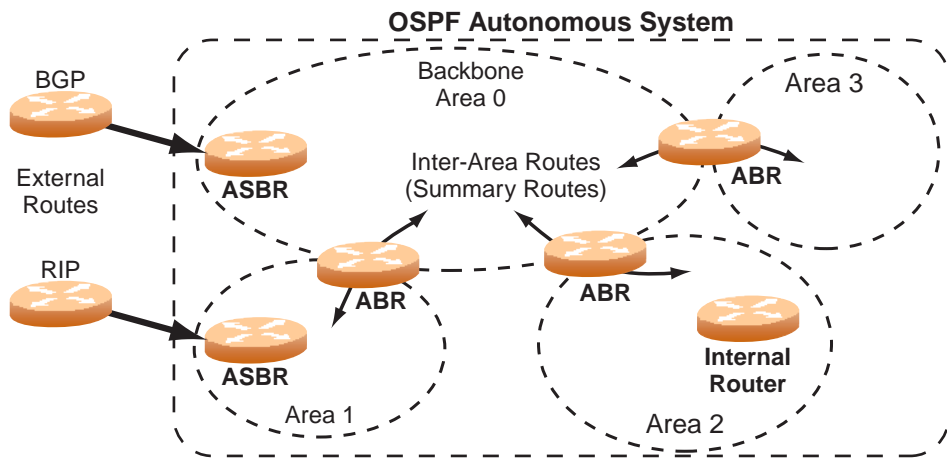 OSPF Autonomous System
BGP
Backbone
Area 0
Area 3
External
Routes
ASBR
Inter-Area Routes
(Summary Routes)
ABR
RIP
ABR
ABR
ASBR
Internal
Router
Area 1
Area 2